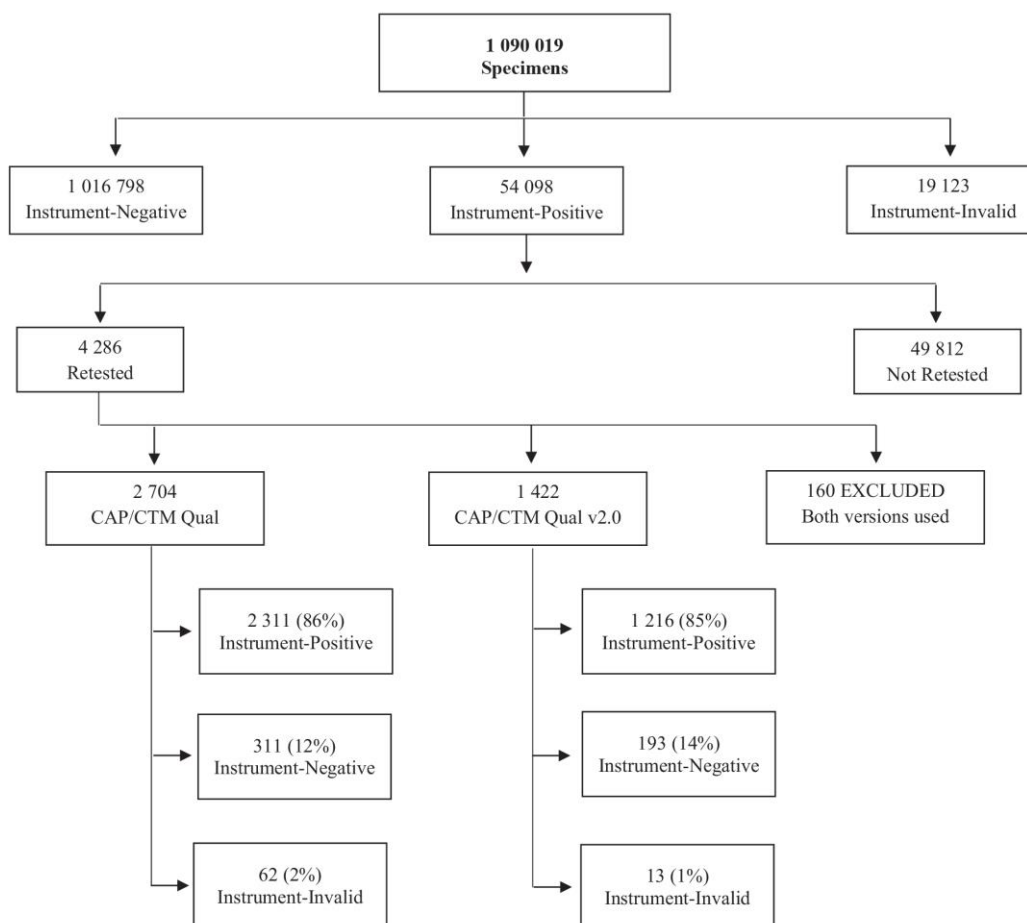 1 090 019
Specimens
1 016 798
Instrument-Negative
54 098
Instrument-Positive
19 123
Instrument-Invalid
4 286
Retested
49 812
Not Retested
2 704
CAP/CTM Qual
1 422
CAP/CTM Qual v2.0
160 EXCLUDED
Both versions used
2 311 (86%)
Instrument-Positive
1 216 (85%)
Instrument-Positive
311 (12%)
Instrument-Negative
193 (14%)
Instrument-Negative
62 (2%)
Instrument-Invalid
13 (1%)
Instrument-Invalid